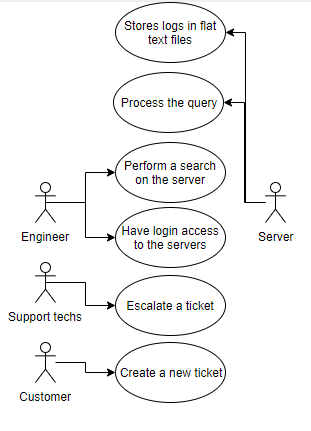 Stores logs in flat
text files
Process the query
Perform a search
on the server
Have login access
to the servers
Engineer
Server
Escalate a ticket
Support techs
Create a new ticket
Customer